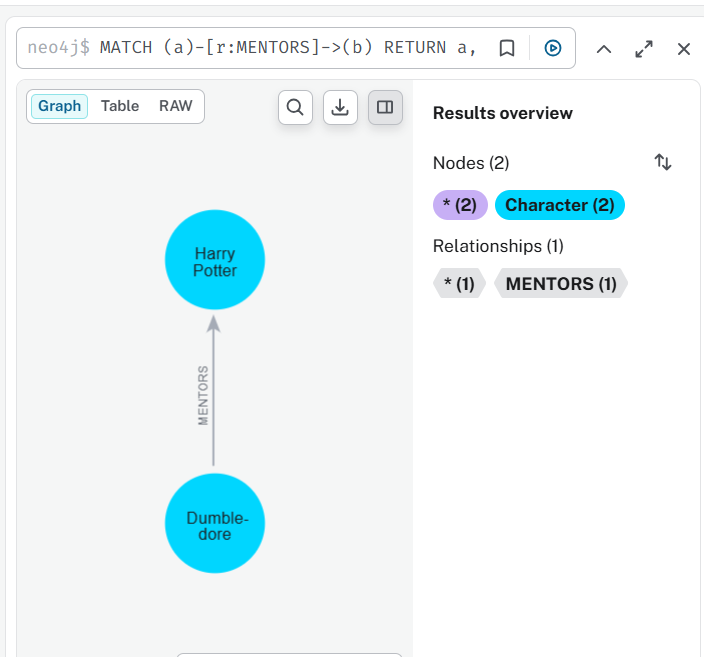 neo4j$ MATCH (a)-[r:MENTORS]->(b) RETURN a,
Graph Table RAW
Results overview
Nodes (2)
* (2) Character (2)
Relationships (1)
* (1) MENTORS (1)
Harry
Potter
MENTORS
Dumble-
dore